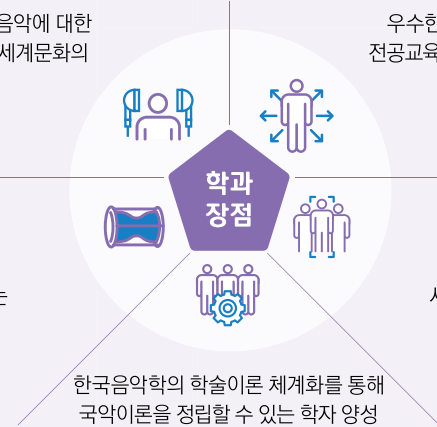 음악에 대한
세계문화의
우수한
전공교육
학과
장점
는
한국음악학의 학술이론 체계화를 통해
국악이론을 정립할 수 있는 학자 양성